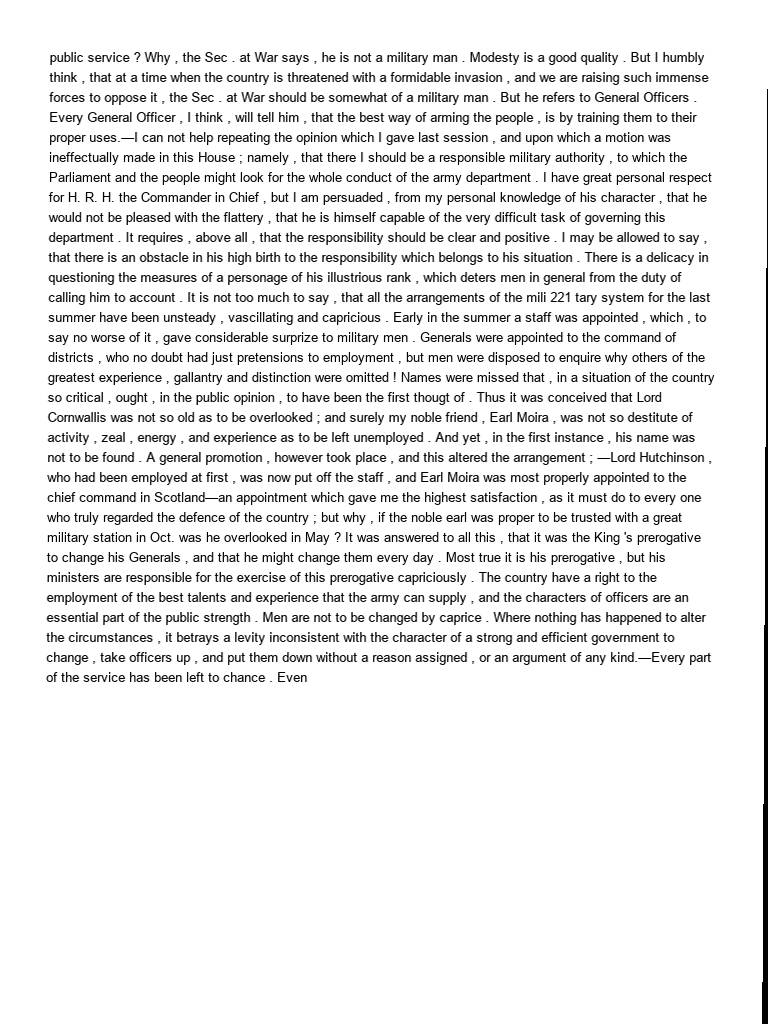 public service ? Why , the Sec . at War says , he is not a military man . Modesty is a good quality . But I humbly
think , that at a time when the country is threatened with a formidable invasion , and we are raising such immense
forces to oppose it , the Sec . at War should be somewhat of a military man . But he refers to General Officers .
Every General Officer , I think , will tell him , that the best way of arming the people , is by training them to their
proper uses.—I can not help repeating the opinion which I gave last session , and upon which a motion was
ineffectually made in this House ; namely , that there I should be a responsible military authority , to which the
Parliament and the people might look for the whole conduct of the army department . I have great personal respect
for H. R. H. the Commander in Chief , but I am persuaded , from my personal knowledge of his character , that he
would not be pleased with the flattery , that he is himself capable of the very difficult task of governing this
department . It requires , above all , that the responsibility should be clear and positive . I may be allowed to say ,
that there is an obstacle in his high birth to the responsibility which belongs to his situation . There is a delicacy in
questioning the measures of a personage of his illustrious rank , which deters men in general from the duty of
calling him to account . It is not too much to say , that all the arrangements of the mili 221 tary system for the last
summer have been unsteady , vascillating and capricious . Early in the summer a staff was appointed , which , to
say no worse of it , gave considerable surprize to military men . Generals were appointed to the command of
districts , who no doubt had just pretensions to employment , but men were disposed to enquire why others of the
greatest experience , gallantry and distinction were omitted ! Names were missed that , in a situation of the country
so critical , ought , in the public opinion , to have been the first thougt of . Thus it was conceived that Lord
Cornwallis was not so old as to be overlooked ; and surely my noble friend , Earl Moira , was not so destitute of
activity , zeal , energy , and experience as to be left unemployed . And yet , in the first instance , his name was
not to be found . A general promotion , however took place , and this altered the arrangement ; —Lord Hutchinson ,
who had been employed at first , was now put off the staff , and Earl Moira was most properly appointed to the
chief command in Scotland—an appointment which gave me the highest satisfaction , as it must do to every one
who truly regarded the defence of the country ; but why , if the noble earl was proper to be trusted with a great
military station in Oct. was he overlooked in May ? It was answered to all this , that it was the King 's prerogative
to change his Generals , and that he might change them every day . Most true it is his prerogative , but his
ministers are responsible for the exercise of this prerogative capriciously . The country have a right to the
employment of the best talents and experience that the army can supply , and the characters of officers are an
essential part of the public strength . Men are not to be changed by caprice . Where nothing has happened to alter
the circumstances , it betrays a levity inconsistent with the character of a strong and efficient government to
change , take officers up , and put them down without a reason assigned , or an argument of any kind.—Every part
of the service has been left to chance . Even